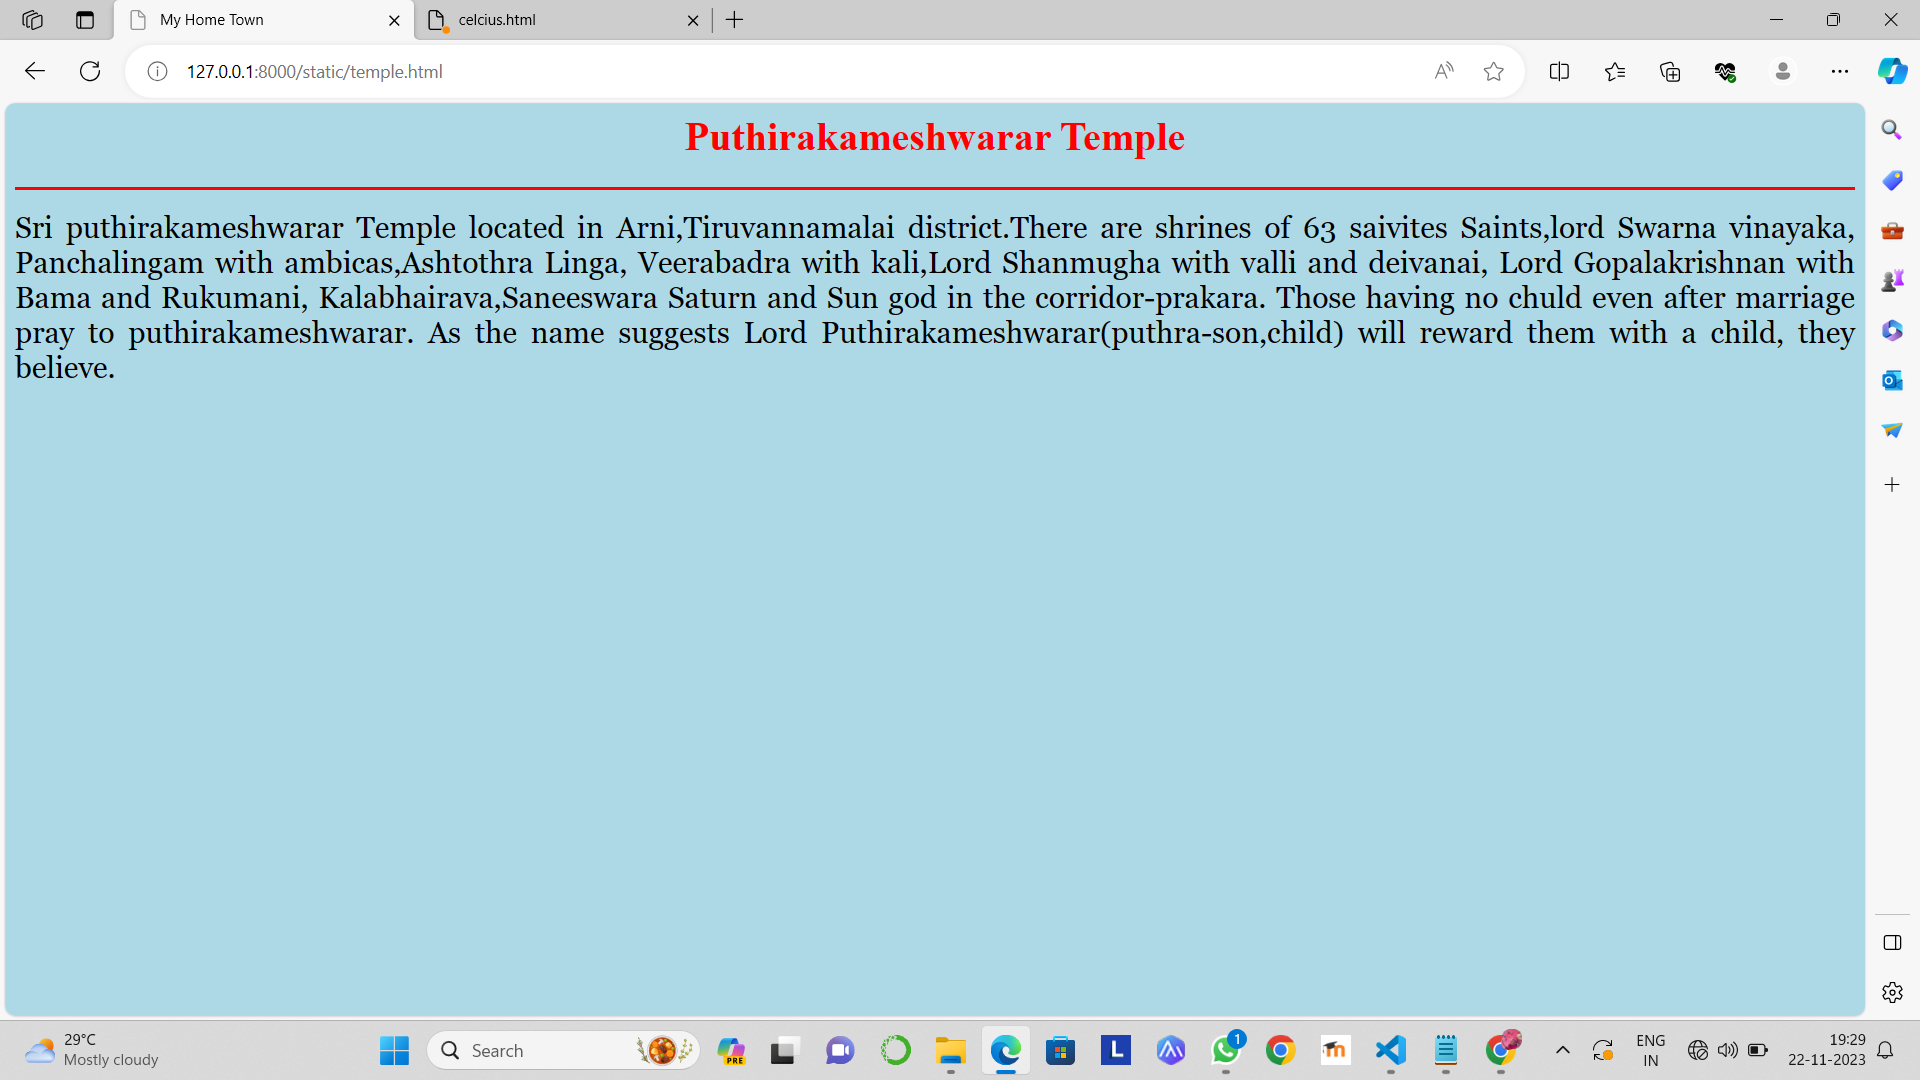 My Home Town
celcius.html
127.0.0.1:8000/static/temple.html
Puthirakameshwarar Temple
Sri puthirakameshwarar Temple located in Arni,Tiruvannamalai district.There are shrines of 63 saivites Saints,lord Swarna vinayaka,
Panchalingam with ambicas,Ashtothra Linga, Veerabadra with kali,Lord Shanmugha with valli and deivanai, Lord Gopalakrishnan with
Bama and Rukumani, Kalabhairava,Saneeswara Saturn and Sun god in the corridor-prakara. Those having no chuld even after marriage
pray to puthirakameshwarar. As the name suggests Lord Puthirakameshwarar(puthra-son,child) will reward them with a child, they
believe.
29°C
Mostly cloudy
Search
PRE
L
1
ENG
IN
19:29
22-11-2023